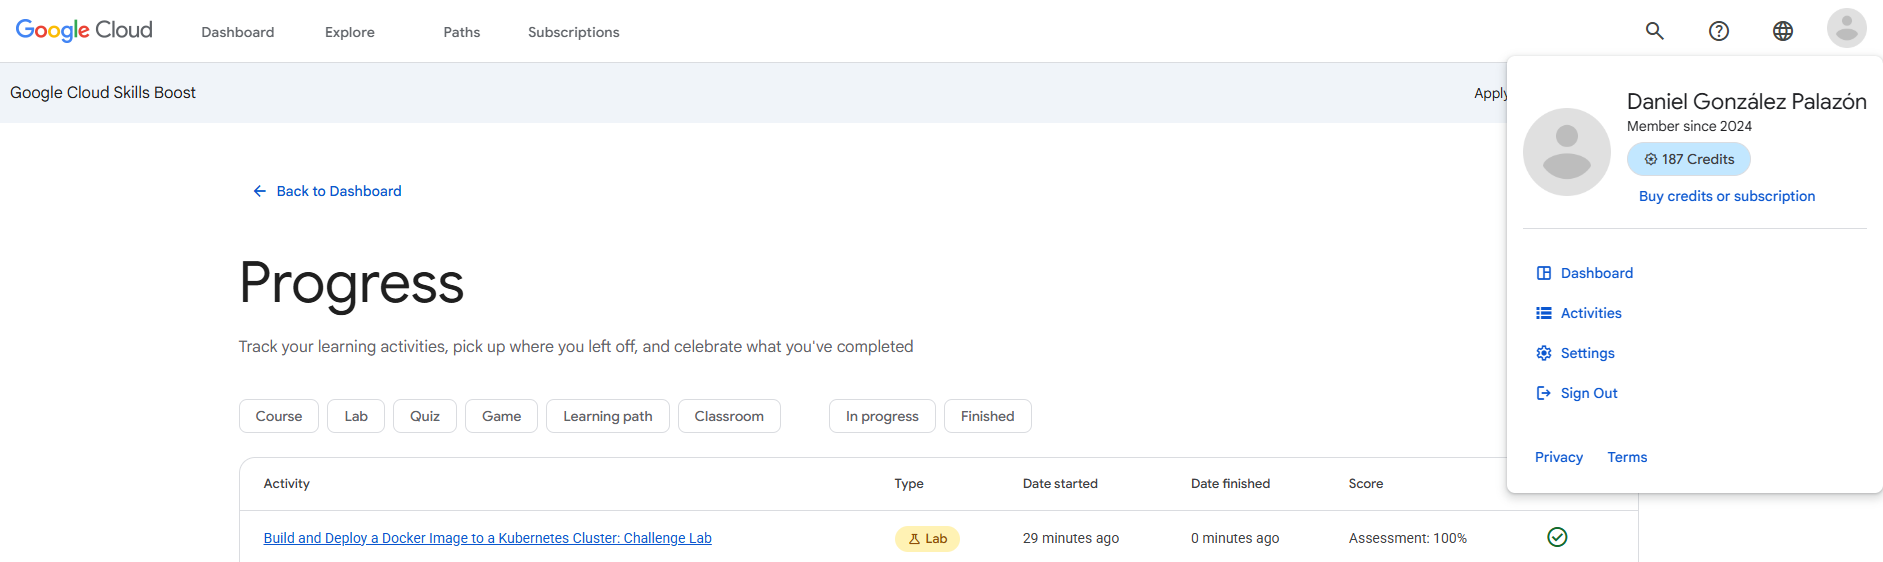 Google Cloud Dashboard Explore Paths Subscriptions
Google Cloud Skills Boost Apply
Daniel González Palazón
Member since 2024
187 Credits
Buy credits or subscription
Dashboard
Activities
Settings
Sign Out
Privacy Terms
Back to Dashboard
Progress
Track your learning activities, pick up where you left off, and celebrate what you've completed
Course Lab Quiz Game Learning path Classroom In progress Finished
Activity Type Date started Date finished Score
Build and Deploy a Docker Image to a Kubernetes Cluster: Challenge Lab Lab 29 minutes ago 0 minutes ago Assessment: 100%